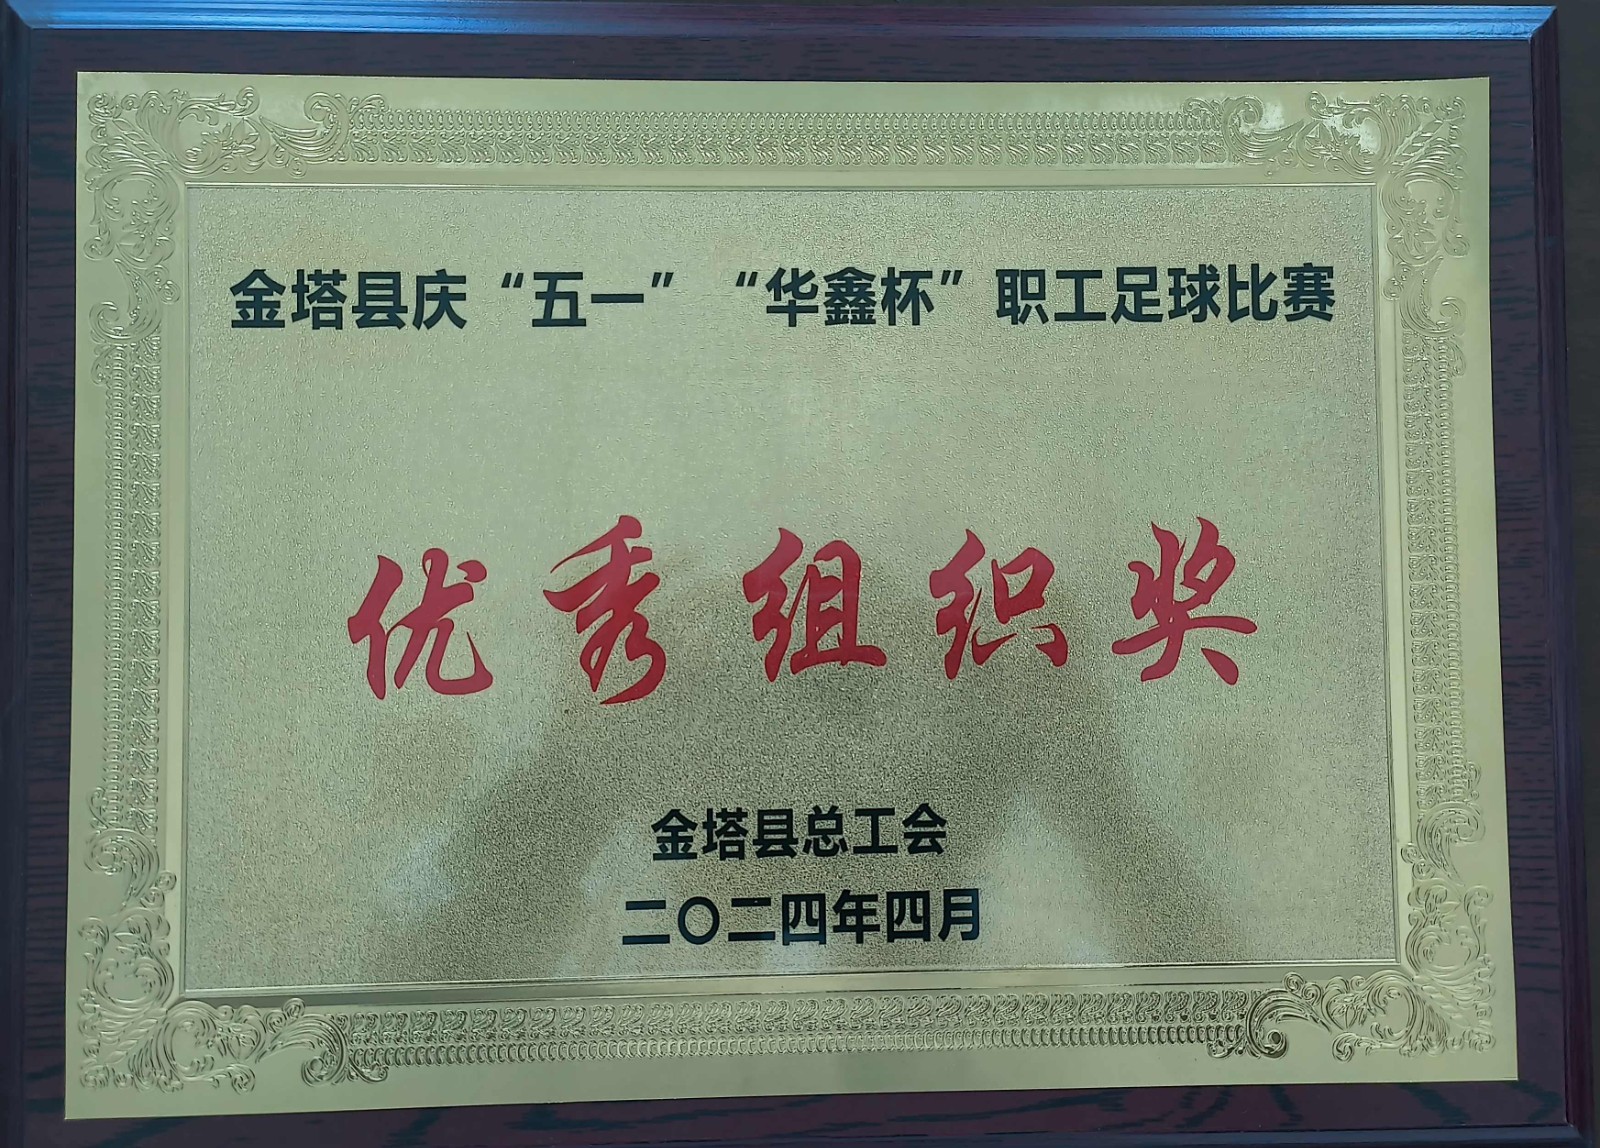 金塔县庆“五一”“华鑫杯”职工足球比赛
优秀组织奖
金塔县总工会
二〇二四年四月